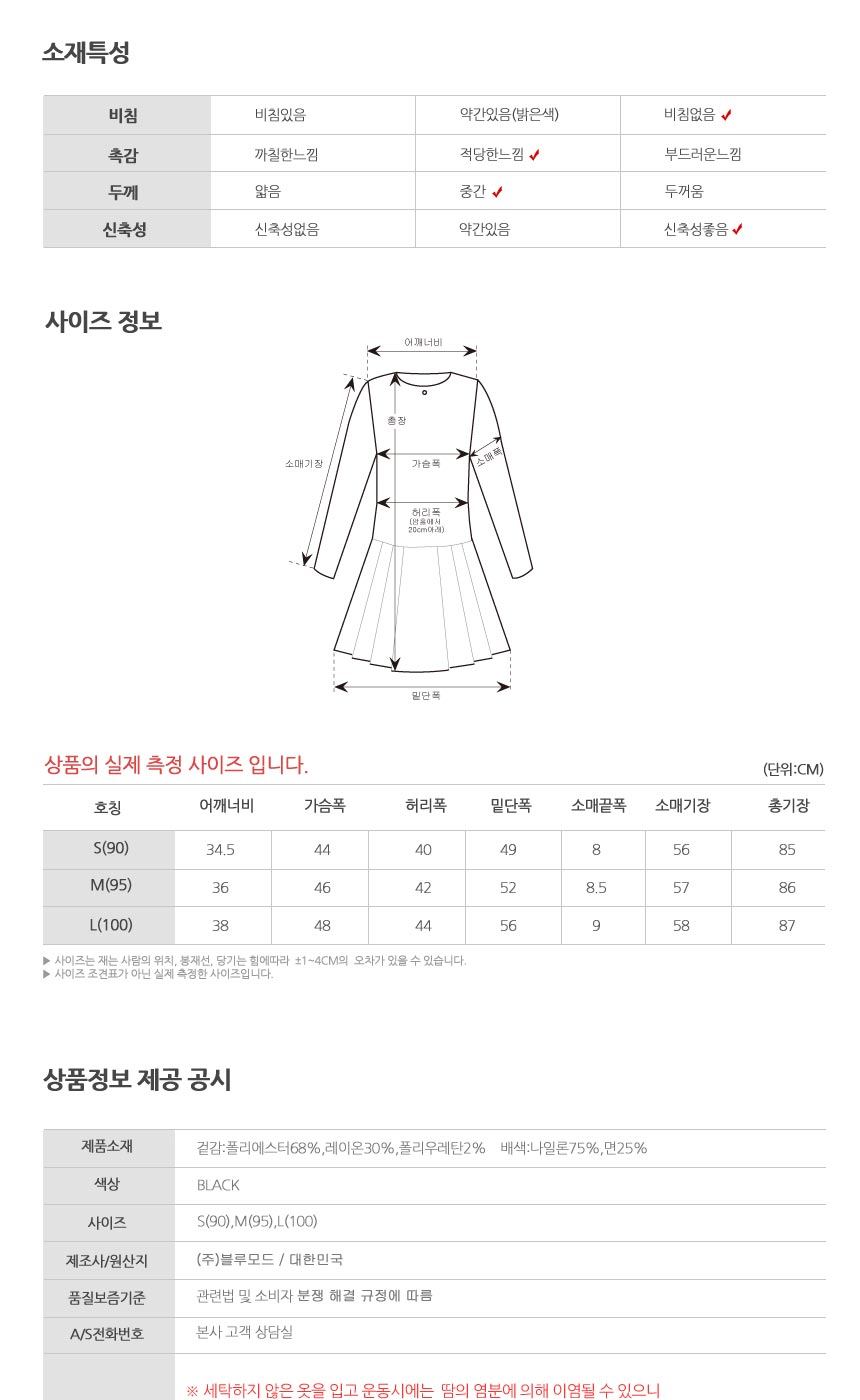 소재특성
비침 비침있음 약간있음(밝은색) 비침없음
촉감 까칠한느낌 적당한느낌 부드러운느낌
두께 얇음 중간 두꺼움
신축성 신축성없음 약간있음 신축성좋음
사이즈 정보
어깨너비
총장
소매기장
가슴폭
소매폭
허리폭
(암홀에서
20cm아래)
밑단폭
상품의 실제 측정 사이즈 입니다. (단위:CM)
호칭 어깨너비 가슴폭 허리폭 밑단폭 소매끝폭 소매기장 총기장
S(90) 34.5 44 40 49 8 56 85
M(95) 36 46 42 52 8.5 57 86
L(100) 38 48 44 56 9 58 87
▶ 사이즈는 재는 사람의 위치, 봉재선, 당기는 힘에따라 ±1~4CM의 오차가 있을 수 있습니다.
▶ 사이즈 조견표가 아닌 실제 측정한 사이즈입니다.
상품정보 제공 공시
제품소재 겉감:폴리에스터68%,레이온30%,폴리우레탄2% 배색:나일론75%,면25%
색상 BLACK
사이즈 S(90),M(95),L(100)
제조사/원산지 (주)블루모드 / 대한민국
품질보증기준 관련법 및 소비자 분쟁 해결 규정에 따름
A/S전화번호 본사 고객 상담실
※ 세탁하지 않은 옷을 입고 운동시에는 땀의 염분에 의해 이염될 수 있으니